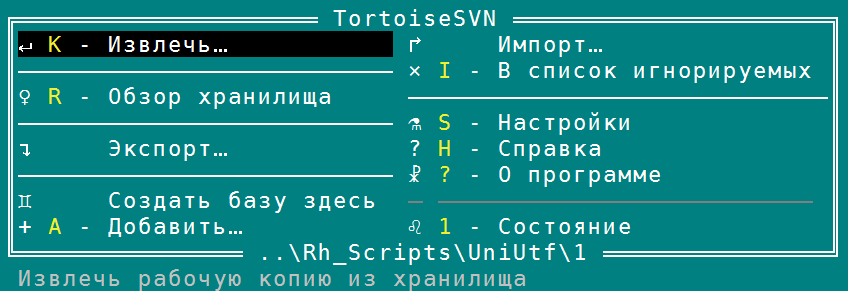 TortoiseSVN
↵ K - Извлечь…
♀ R - Обзор хранилища
↴ Экспорт…
♊ Создать базу здесь
+ A - Добавить…
↱ Импорт…
× I - В список игнорируемых
⚗ S - Настройки
? H - Справка
☧ ? - О программе
♌ 1 - Состояние
..\Rh_Scripts\UniUtf\1
Извлечь рабочую копию из хранилища